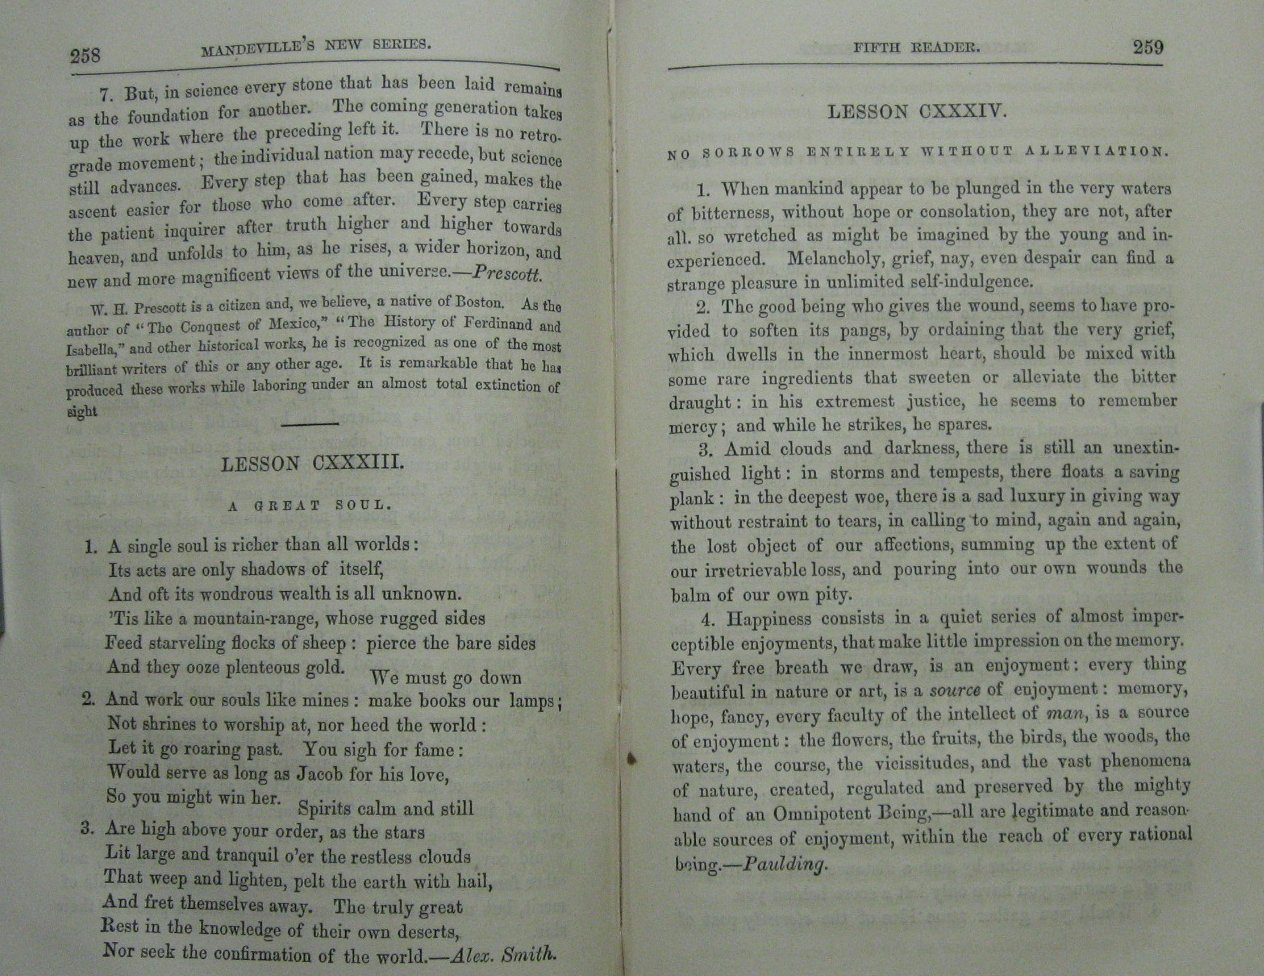 258 MANDEVILLE'S NEW SERIES.
7. But, in science every stone that has been laid remains
as the foundation for another. The coming generation takes
up the work where the preceding left it. There is no retro-
grade movement; the individual nation may recede, but science
still advances. Every step that has been gained, makes the
ascent easier for those who come after. Every step carries
the patient inquirer after truth higher and higher towards
heaven, and unfolds to him, as he rises, a wider horizon, and
new and more magnificent views of the universe.—Prescott.
W. H. Prescott is a citizen and, we believe, a native of Boston. As the
author of "The Conquest of Mexico," "The History of Ferdinand and
Isabella," and other historical works, he is recognized as one of the most
brilliant writers of this or any other age. It is remarkable that he has
produced these works while laboring under an almost total extinction of
sight
LESSON CXXXIII.
A GREAT SOUL.
1. A single soul is richer than all worlds:
Its acts are only shadows of itself,
And oft its wondrous wealth is all unknown.
'Tis like a mountain-range, whose rugged sides
Feed starveling flocks of sheep: pierce the bare sides
And they ooze plenteous gold. We must go down
2. And work our souls like mines: make books our lamps;
Not shrines to worship at, nor heed the world:
Let it go roaring past. You sigh for fame:
Would serve as long as Jacob for his love,
So you might win her. Spirits calm and still
3. Are high above your order, as the stars
Lit large and tranquil o'er the restless clouds
That weep and lighten, pelt the earth with hail,
And fret themselves away. The truly great
Rest in the knowledge of their own deserts,
Nor seek the confirmation of the world.—Alex. Smith.
FIFTH READER. 259
LESSON CXXXIV.
NO SORROWS ENTIRELY WITHOUT ALLEVIATION.
1. When mankind appear to be plunged in the very waters
of bitterness, without hope or consolation, they are not, after
all. so wretched as might be imagined by the young and in-
experienced. Melancholy, grief, nay, even despair can find a
strange pleasure in unlimited self-indulgence.
2. The good being who gives the wound, seems to have pro-
vided to soften its pangs, by ordaining that the very grief,
which dwells in the innermost heart, should be mixed with
some rare ingredients that sweeten or alleviate the bitter
draught: in his extremest justice, he seems to remember
mercy; and while he strikes, he spares.
3. Amid clouds and darkness, there is still an unextin-
guished light: in storms and tempests, there floats a saving
plank: in the deepest woe, there is a sad luxury in giving way
without restraint to tears, in calling to mind, again and again,
the lost object of our affections, summing up the extent of
our irretrievable loss, and pouring into our own wounds the
balm of our own pity.
4. Happiness consists in a quiet series of almost imper-
ceptible enjoyments, that make little impression on the memory.
Every free breath we draw, is an enjoyment: every thing
beautiful in nature or art, is a source of enjoyment: memory,
hope, fancy, every faculty of the intellect of man, is a source
of enjoyment: the flowers, the fruits, the birds, the woods, the
waters, the course, the vicissitudes, and the vast phenomena
of nature, created, regulated and preserved by the mighty
hand of an Omnipotent Being,—all are legitimate and reason-
able sources of enjoyment, within the reach of every rational
being.—Paulding.